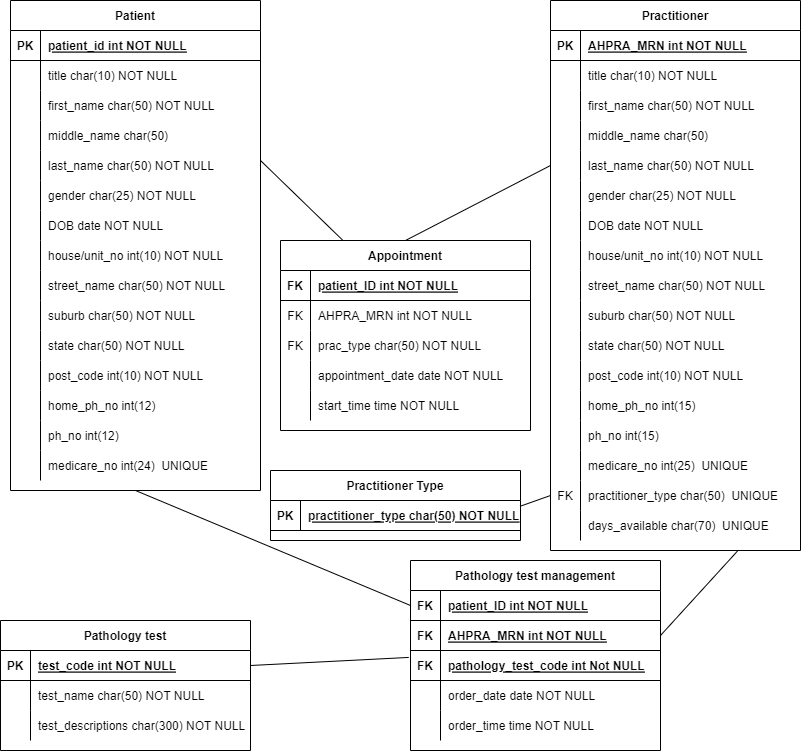 Patient
PK patient_id int NOT NULL
title char(10) NOT NULL
first_name char(50) NOT NULL
middle_name char(50)
last_name char(50) NOT NULL
gender char(25) NOT NULL
DOB date NOT NULL
house/unit_no int(10) NOT NULL
street_name char(50) NOT NULL
suburb char(50) NOT NULL
state char(50) NOT NULL
post_code int(10) NOT NULL
home_ph_no int(12)
ph_no int(12)
medicare_no int(24)  UNIQUE
Practitioner
PK AHPRA_MRN int NOT NULL
title char(10) NOT NULL
first_name char(50) NOT NULL
middle_name char(50)
last_name char(50) NOT NULL
gender char(25) NOT NULL
DOB date NOT NULL
house/unit_no int(10) NOT NULL
street_name char(50) NOT NULL
suburb char(50) NOT NULL
state char(50) NOT NULL
post_code int(10) NOT NULL
home_ph_no int(15)
ph_no int(15)
medicare_no int(25)  UNIQUE
FK practitioner_type char(50)  UNIQUE
days_available char(70)  UNIQUE
Appointment
FK patient_ID int NOT NULL
FK AHPRA_MRN int NOT NULL
FK prac_type char(50) NOT NULL
appointment_date date NOT NULL
start_time time NOT NULL
Practitioner Type
PK practitioner_type char(50) NOT NULL
Pathology test management
FK patient_ID int NOT NULL
FK AHPRA_MRN int NOT NULL
FK pathology_test_code int Not NULL
order_date date NOT NULL
order_time time NOT NULL
Pathology test
PK test_code int NOT NULL
test_name char(50) NOT NULL
test_descriptions char(300) NOT NULL